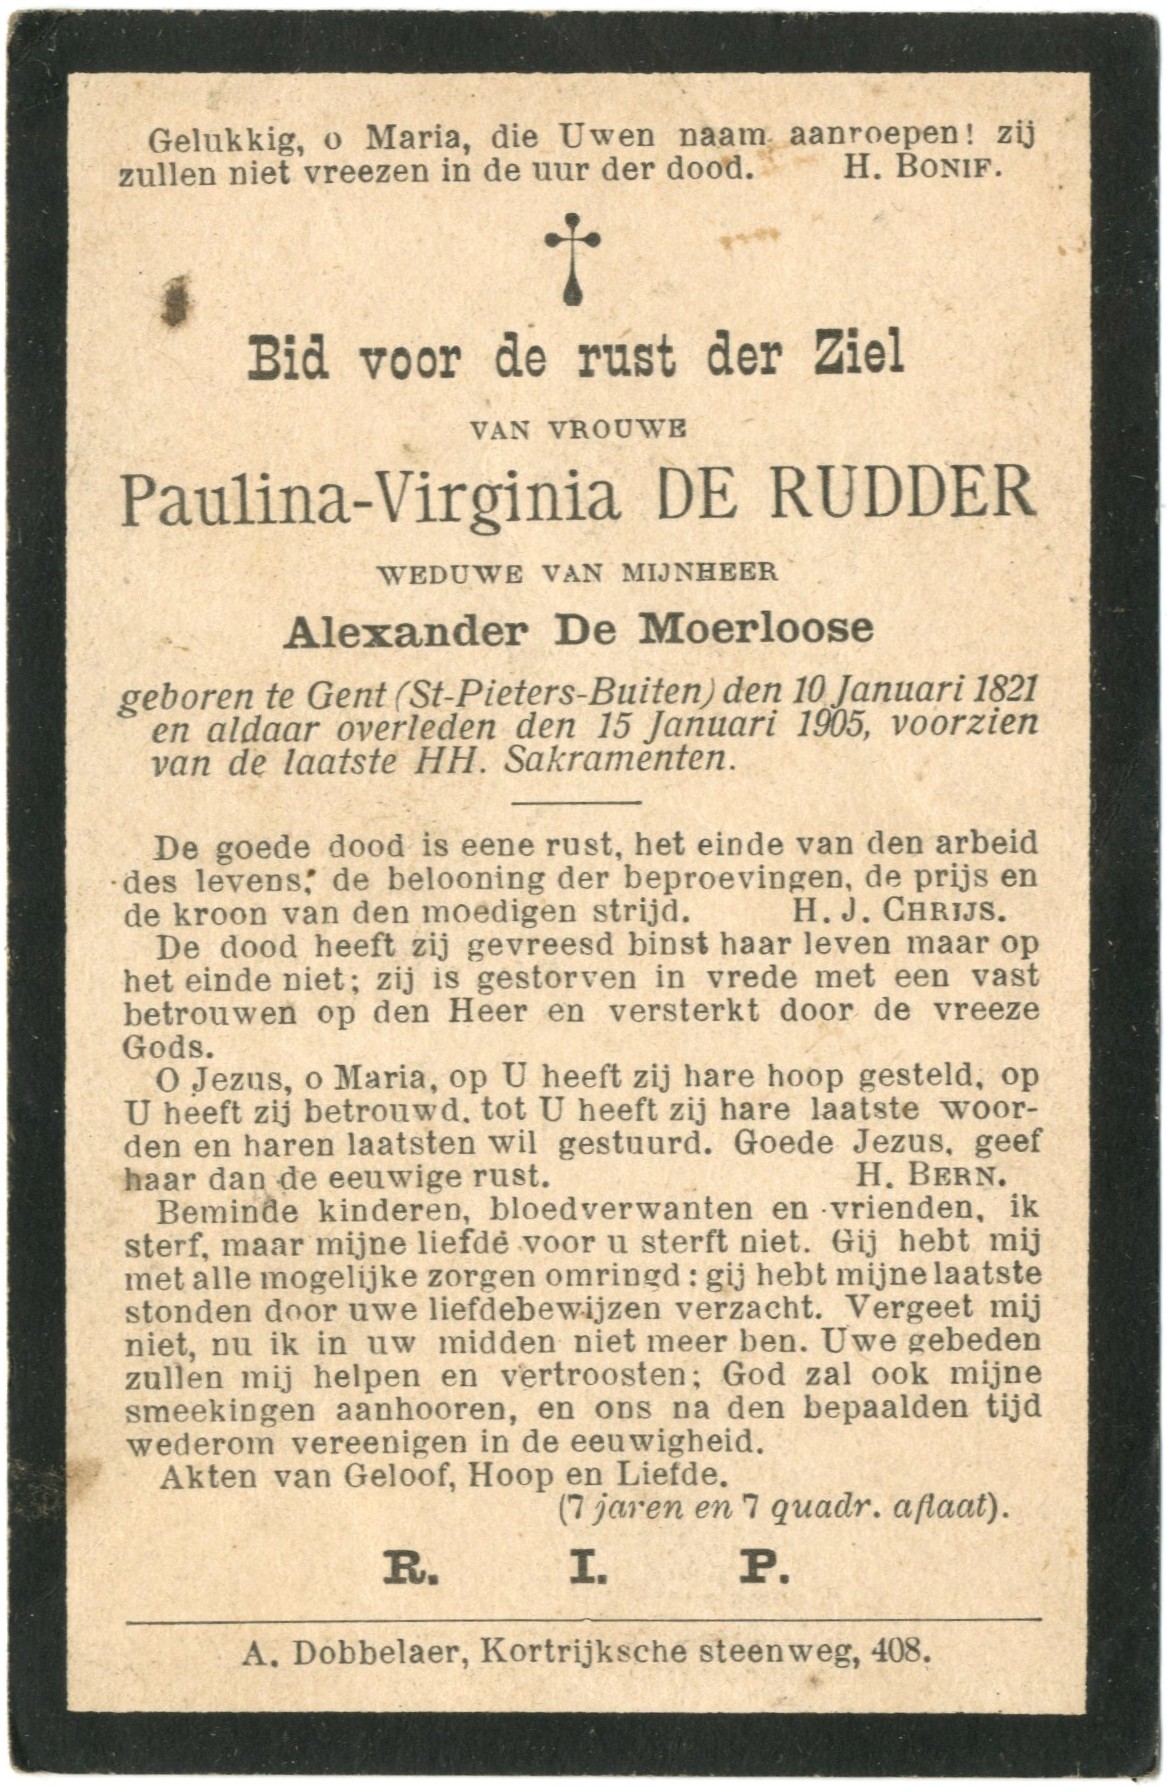 Gelukkig, o Maria, die Uwen naam aanroepen! zij
zullen niet vreezen in de uur der dood. H. BONIF.
Bid voor de rust der Ziel
VAN VROUWE
Paulina-Virginia DE RUDDER
WEDUWE VAN MIJNHEER
Alexander De Moerloose
geboren te Gent (St-Pieters-Buiten) den 10 Januari 1821
en aldaar overleden den 15 Januari 1905, voorzien
van de laatste HH. Sakramenten.
De goede dood is eene rust, het einde van den arbeid
des levens; de belooning der beproevingen, de prijs en
de kroon van den moedigen strijd. H. J. CHRIJS.
De dood heeft zij gevreesd binst haar leven maar op
het einde niet; zij is gestorven in vrede met een vast
betrouwen op den Heer en versterkt door de vreeze
Gods.
O Jezus, o Maria, op U heeft zij hare hoop gesteld, op
U heeft zij betrouwd, tot U heeft zij hare laatste woor-
den en haren laatsten wil gestuurd. Goede Jezus, geef
haar dan de eeuwige rust. H. BERN.
Beminde kinderen, bloedverwanten en vrienden, ik
sterf, maar mijne liefde voor u sterft niet. Gij hebt mij
met alle mogelijke zorgen omringd: gij hebt mijne laatste
stonden door uwe liefdebewijzen verzacht. Vergeet mij
niet, nu ik in uw midden niet meer ben. Uwe gebeden
zullen mij helpen en vertroosten; God zal ook mijne
smeekingen aanhooren, en ons na den bepaalden tijd
wederom vereenigen in de eeuwigheid.
Akten van Geloof, Hoop en Liefde.
(7 jaren en 7 quadr. aflaat).
R. I. P.
A. Dobbelaer, Kortrijksche steenweg, 408.